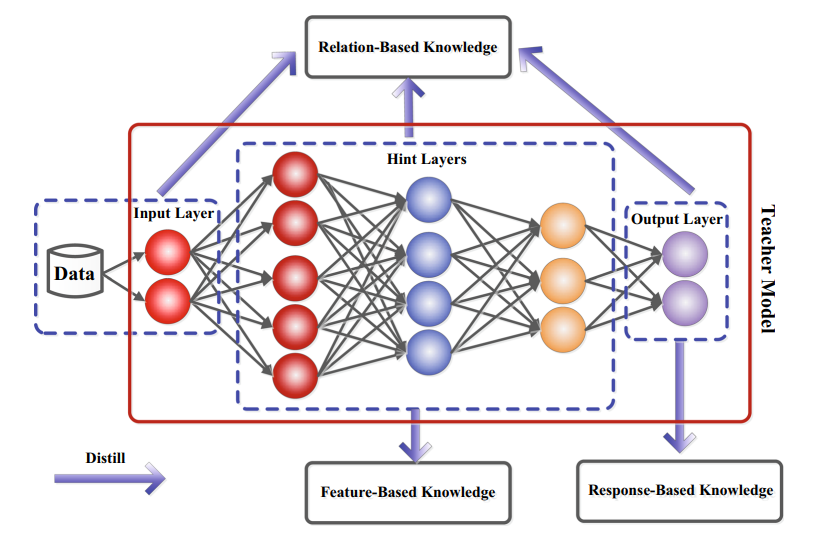 Relation-Based Knowledge
Hint Layers
Input Layer
Output Layer
Data
Teacher Model
Distill
Feature-Based Knowledge
Response-Based Knowledge